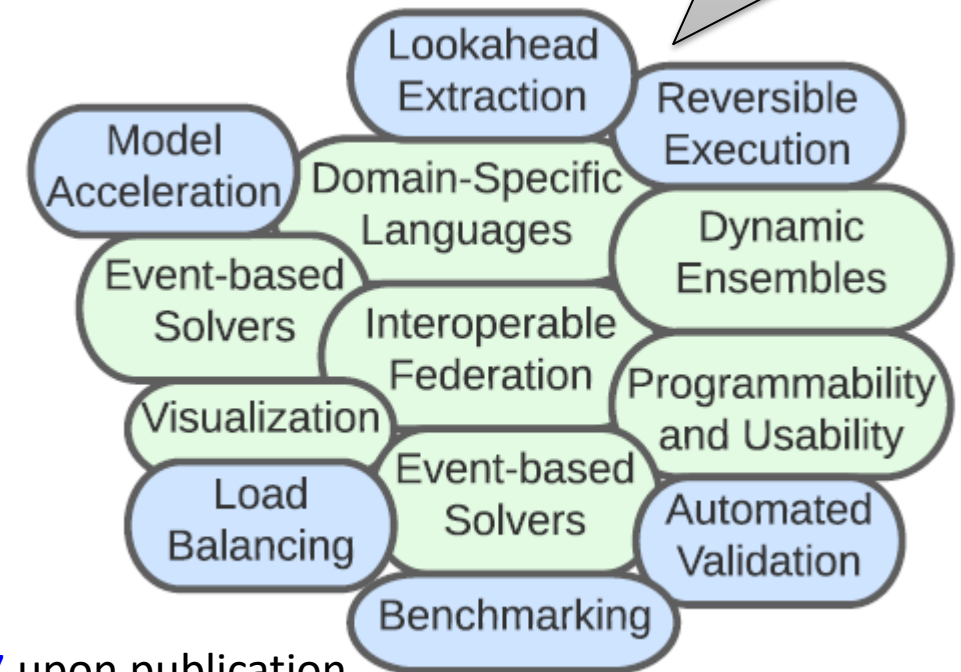 Lookahead
Extraction
Reversible
Execution
Model
Acceleration
Domain-Specific
Languages
Dynamic
Ensembles
Event-based
Solvers
Interoperable
Federation
Programmability
and Usability
Visualization
Event-based
Solvers
Load
Balancing
Automated
Validation
Benchmarking
upon publication